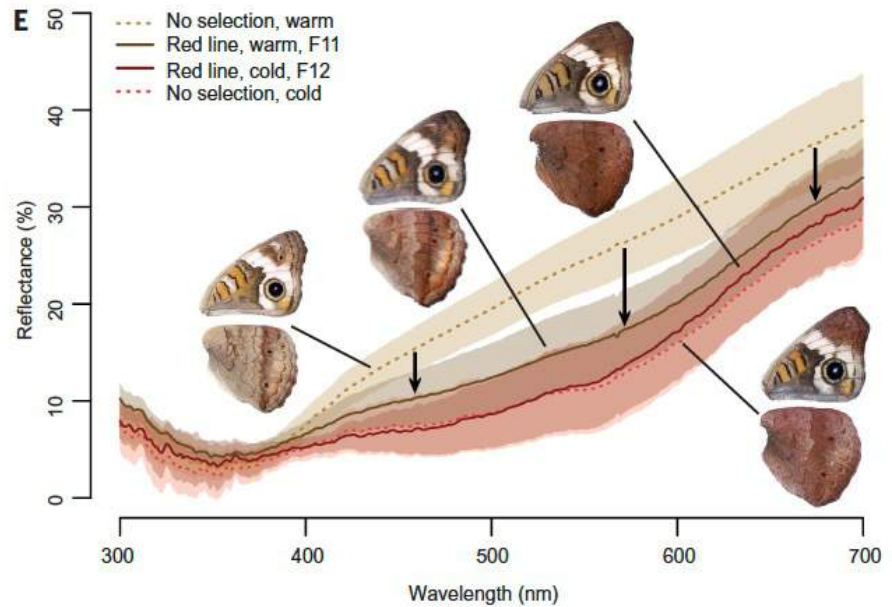 E
No selection, warm
Red line, warm, F11
Red line, cold, F12
No selection, cold
Reflectance (%)
50
40
30
20
10
0
300
400
500
600
700
Wavelength (nm)